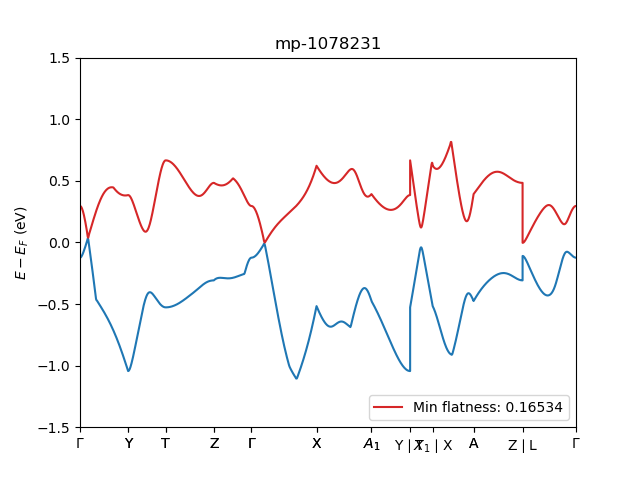 mp-1078231
E − E_F (eV)
1.5
1.0
0.5
0.0
−0.5
−1.0
−1.5
Min flatness: 0.16534
Γ Y T Z Γ X A₁ Y | X T₁ | X A Z | L Γ